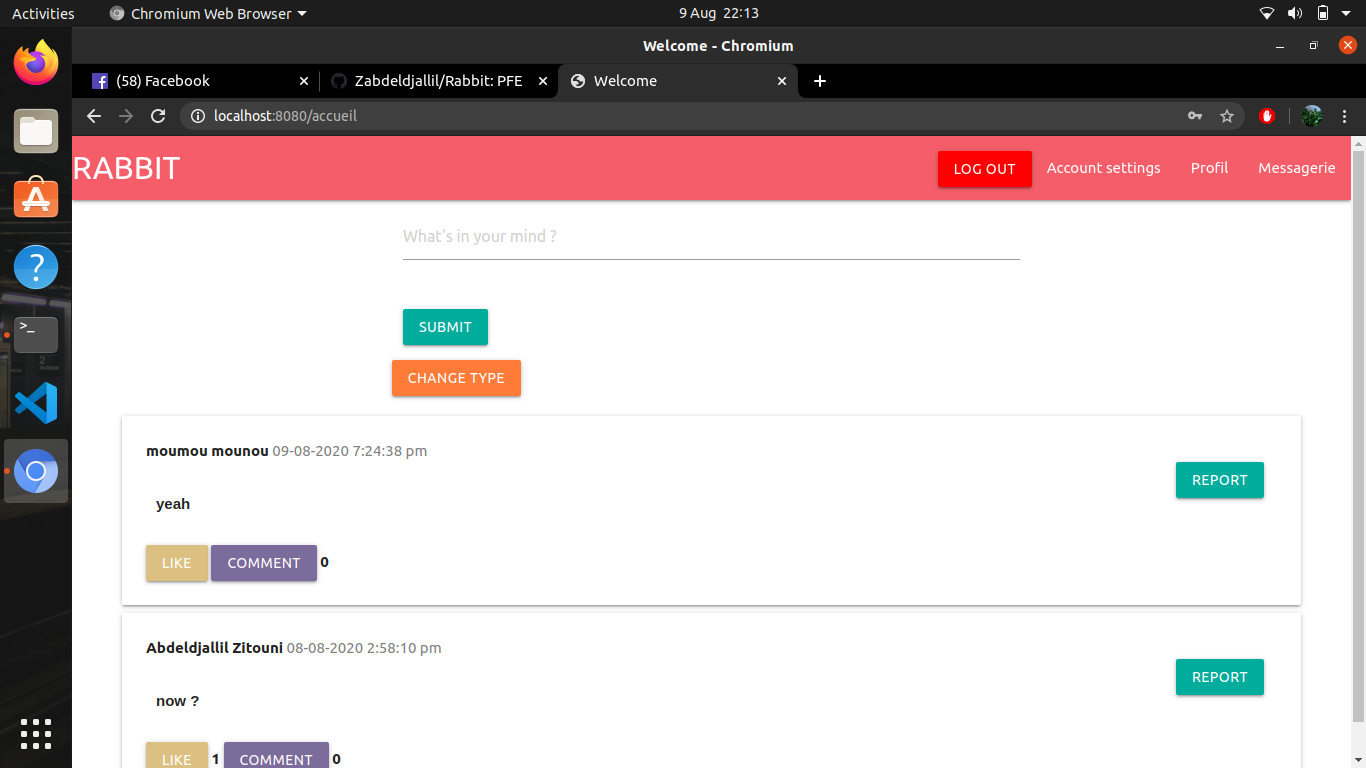 Activities Chromium Web Browser 9 Aug 22:13
Welcome - Chromium
(58) Facebook Zabdeldjallil/Rabbit: PFE Welcome
localhost:8080/accueil
RABBIT LOG OUT Account settings Profil Messagerie
What's in your mind ?
SUBMIT
CHANGE TYPE
moumou mounou 09-08-2020 7:24:38 pm
REPORT
yeah
LIKE COMMENT 0
Abdeldjallil Zitouni 08-08-2020 2:58:10 pm
REPORT
now ?
LIKE 1 COMMENT 0